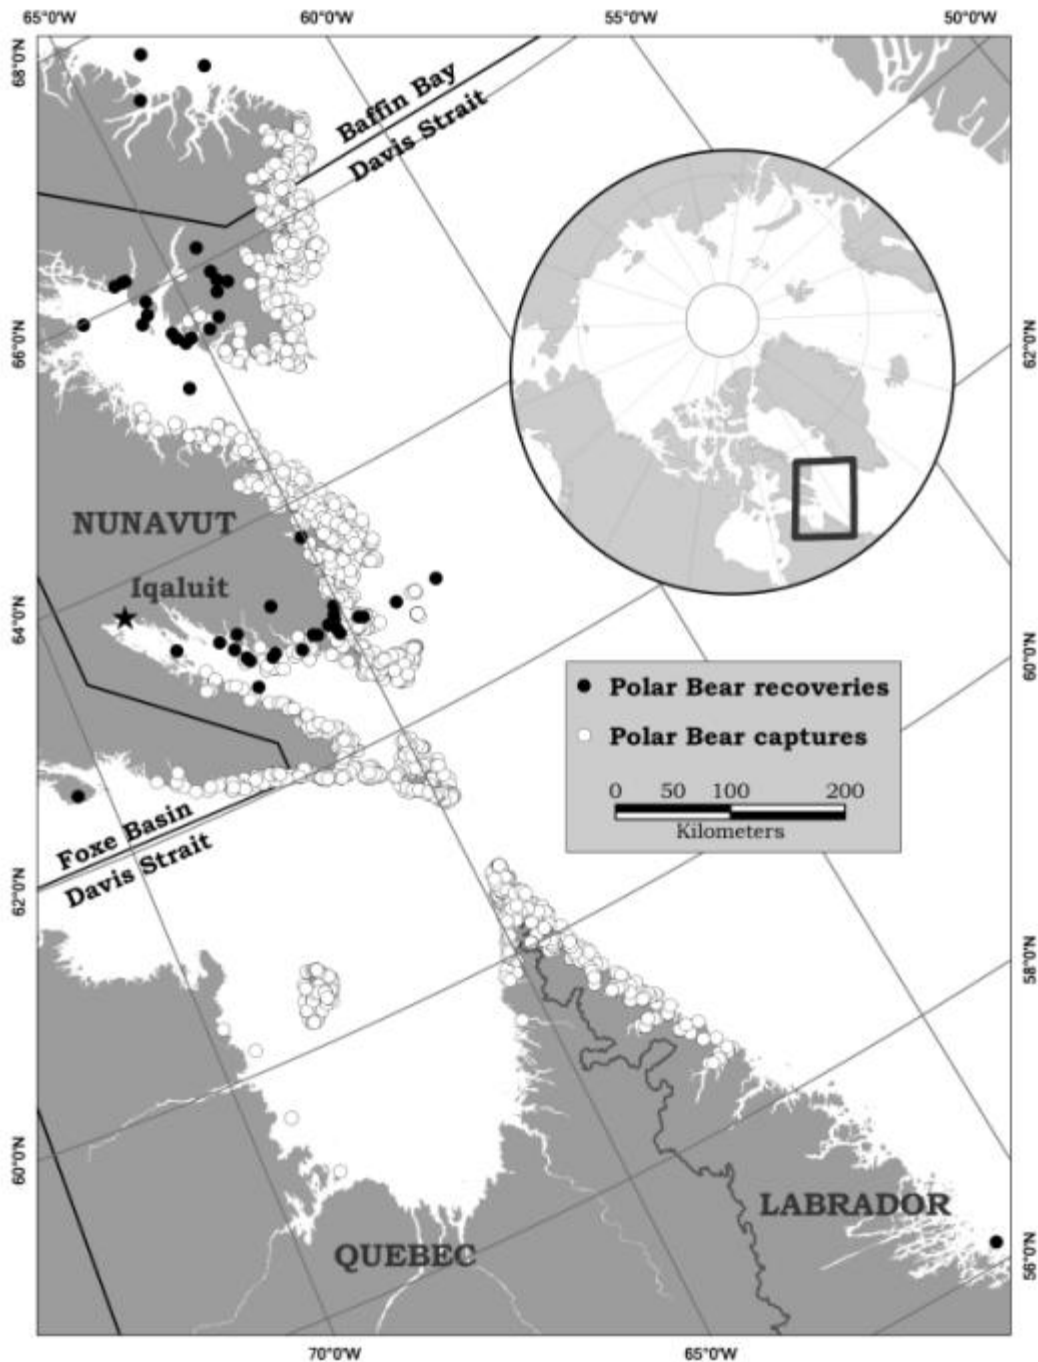 65°0'W
60°0'W
55°0'W
50°0'W
68°0'N
Baffin Bay
Davis Strait
66°0'N
62°0'N
NUNAVUT
Iqaluit
64°0'N
60°0'N
Polar Bear recoveries
Polar Bear captures
0 50 100 200
Kilometers
Foxe Basin
Davis Strait
62°0'N
58°0'N
60°0'N
LABRADOR
QUEBEC
56°0'N
70°0'W
65°0'W